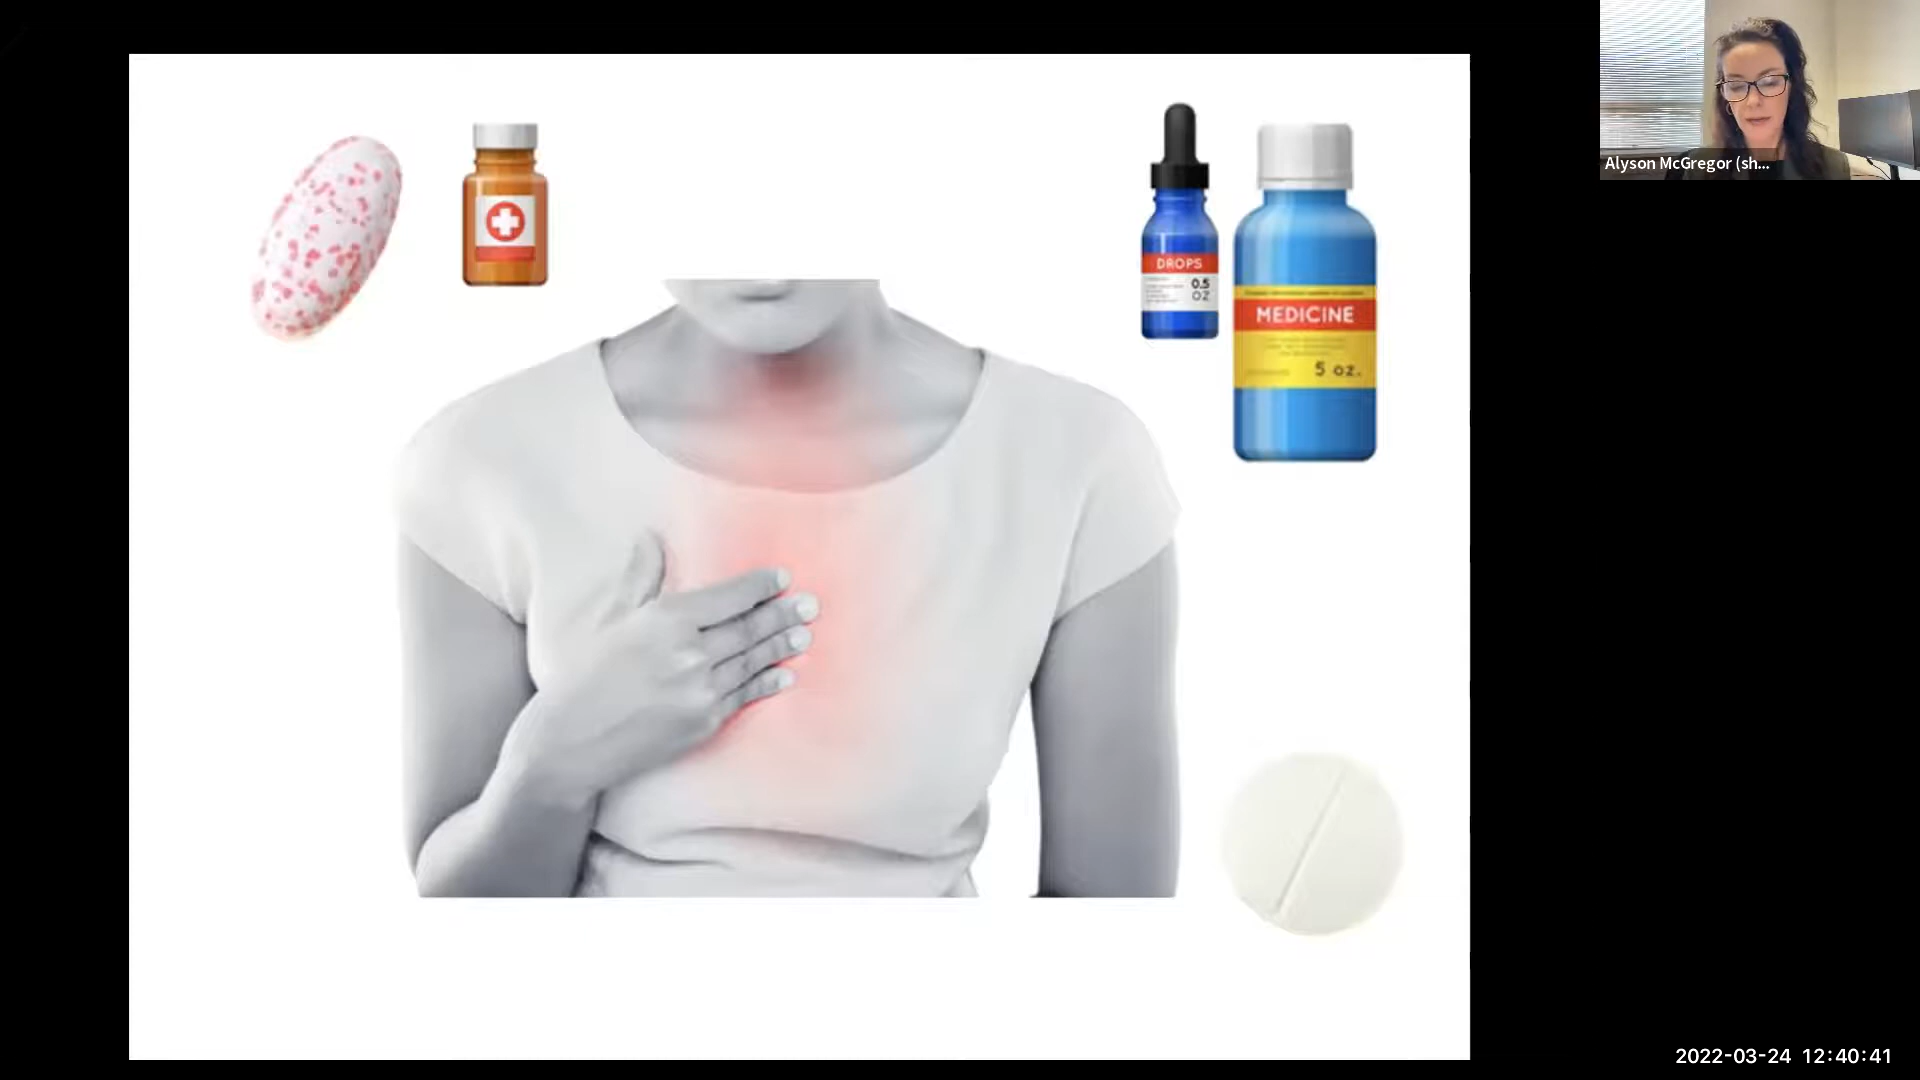 Alyson McGregor (sh...
DROPS
0.5
OZ
MEDICINE
5 oz.
2022-03-24 12:40:41